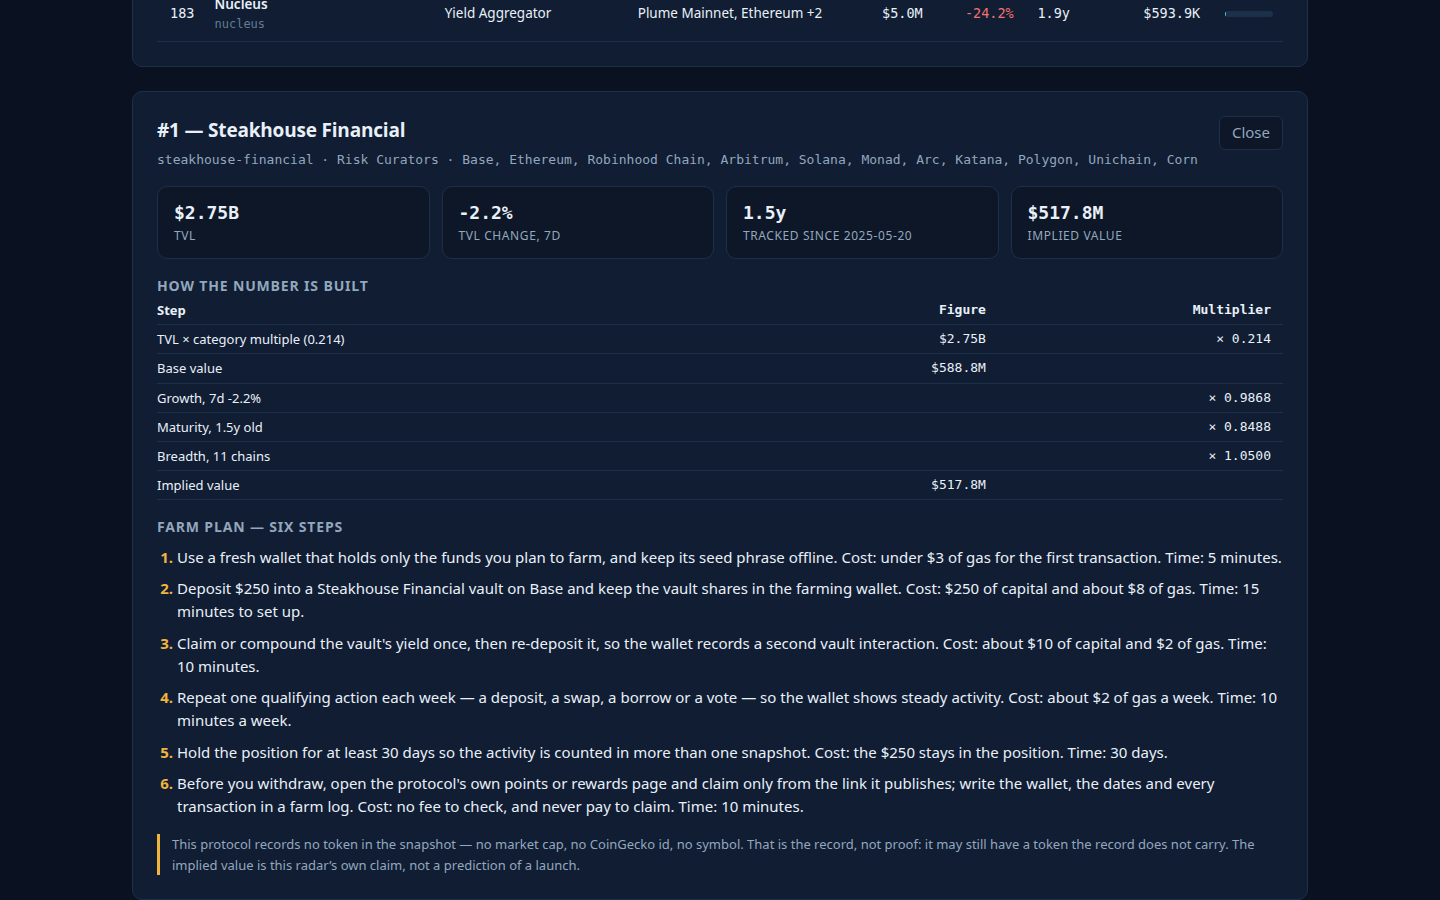 183 Nucleus Yield Aggregator Plume Mainnet, Ethereum +2 $5.0M -24.2% 1.9y $593.9K
nucleus
#1 — Steakhouse Financial
Close
steakhouse-financial · Risk Curators · Base, Ethereum, Robinhood Chain, Arbitrum, Solana, Monad, Arc, Katana, Polygon, Unichain, Corn
$2.75B
TVL
-2.2%
TVL CHANGE, 7D
1.5y
TRACKED SINCE 2025-05-20
$517.8M
IMPLIED VALUE
HOW THE NUMBER IS BUILT
Step Figure Multiplier
TVL × category multiple (0.214) $2.75B × 0.214
Base value $588.8M
Growth, 7d -2.2% × 0.9868
Maturity, 1.5y old × 0.8488
Breadth, 11 chains × 1.0500
Implied value $517.8M
FARM PLAN — SIX STEPS
1. Use a fresh wallet that holds only the funds you plan to farm, and keep its seed phrase offline. Cost: under $3 of gas for the first transaction. Time: 5 minutes.
2. Deposit $250 into a Steakhouse Financial vault on Base and keep the vault shares in the farming wallet. Cost: $250 of capital and about $8 of gas. Time: 15
minutes to set up.
3. Claim or compound the vault's yield once, then re-deposit it, so the wallet records a second vault interaction. Cost: about $10 of capital and $2 of gas. Time:
10 minutes.
4. Repeat one qualifying action each week — a deposit, a swap, a borrow or a vote — so the wallet shows steady activity. Cost: about $2 of gas a week. Time: 10
minutes a week.
5. Hold the position for at least 30 days so the activity is counted in more than one snapshot. Cost: the $250 stays in the position. Time: 30 days.
6. Before you withdraw, open the protocol's own points or rewards page and claim only from the link it publishes; write the wallet, the dates and every
transaction in a farm log. Cost: no fee to check, and never pay to claim. Time: 10 minutes.
This protocol records no token in the snapshot — no market cap, no CoinGecko id, no symbol. That is the record, not proof: it may still have a token the record does not carry. The
implied value is this radar's own claim, not a prediction of a launch.